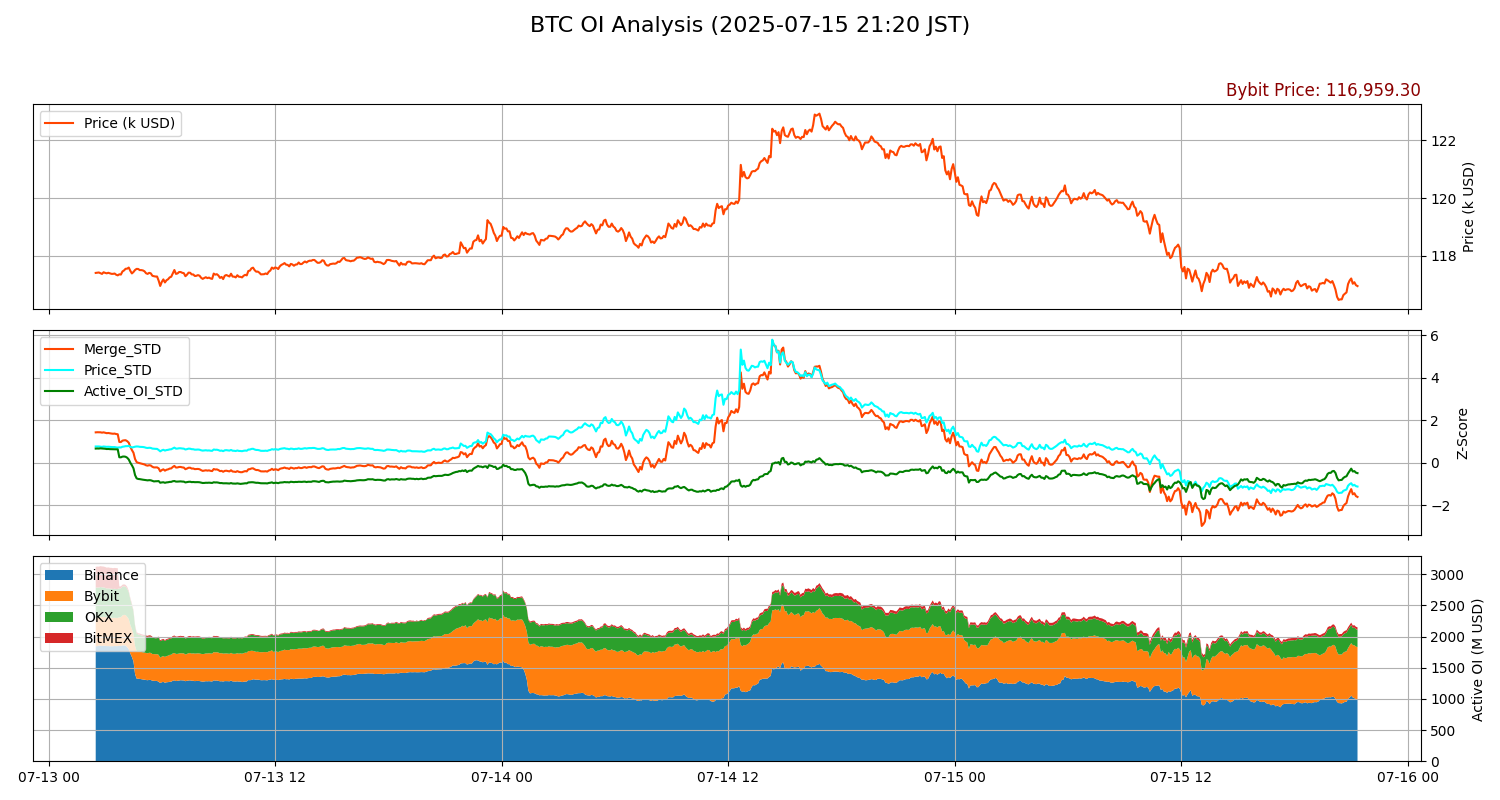 BTC OI Analysis (2025-07-15 21:20 JST)
Bybit Price: 116,959.30
Price (k USD)
122
120
118
Price (k USD)
Merge_STD
Price_STD
Active_OI_STD
6
4
2
0
−2
Z-Score
Binance
Bybit
OKX
BitMEX
3000
2500
2000
1500
1000
500
0
Active OI (M USD)
07-13 00
07-13 12
07-14 00
07-14 12
07-15 00
07-15 12
07-16 00